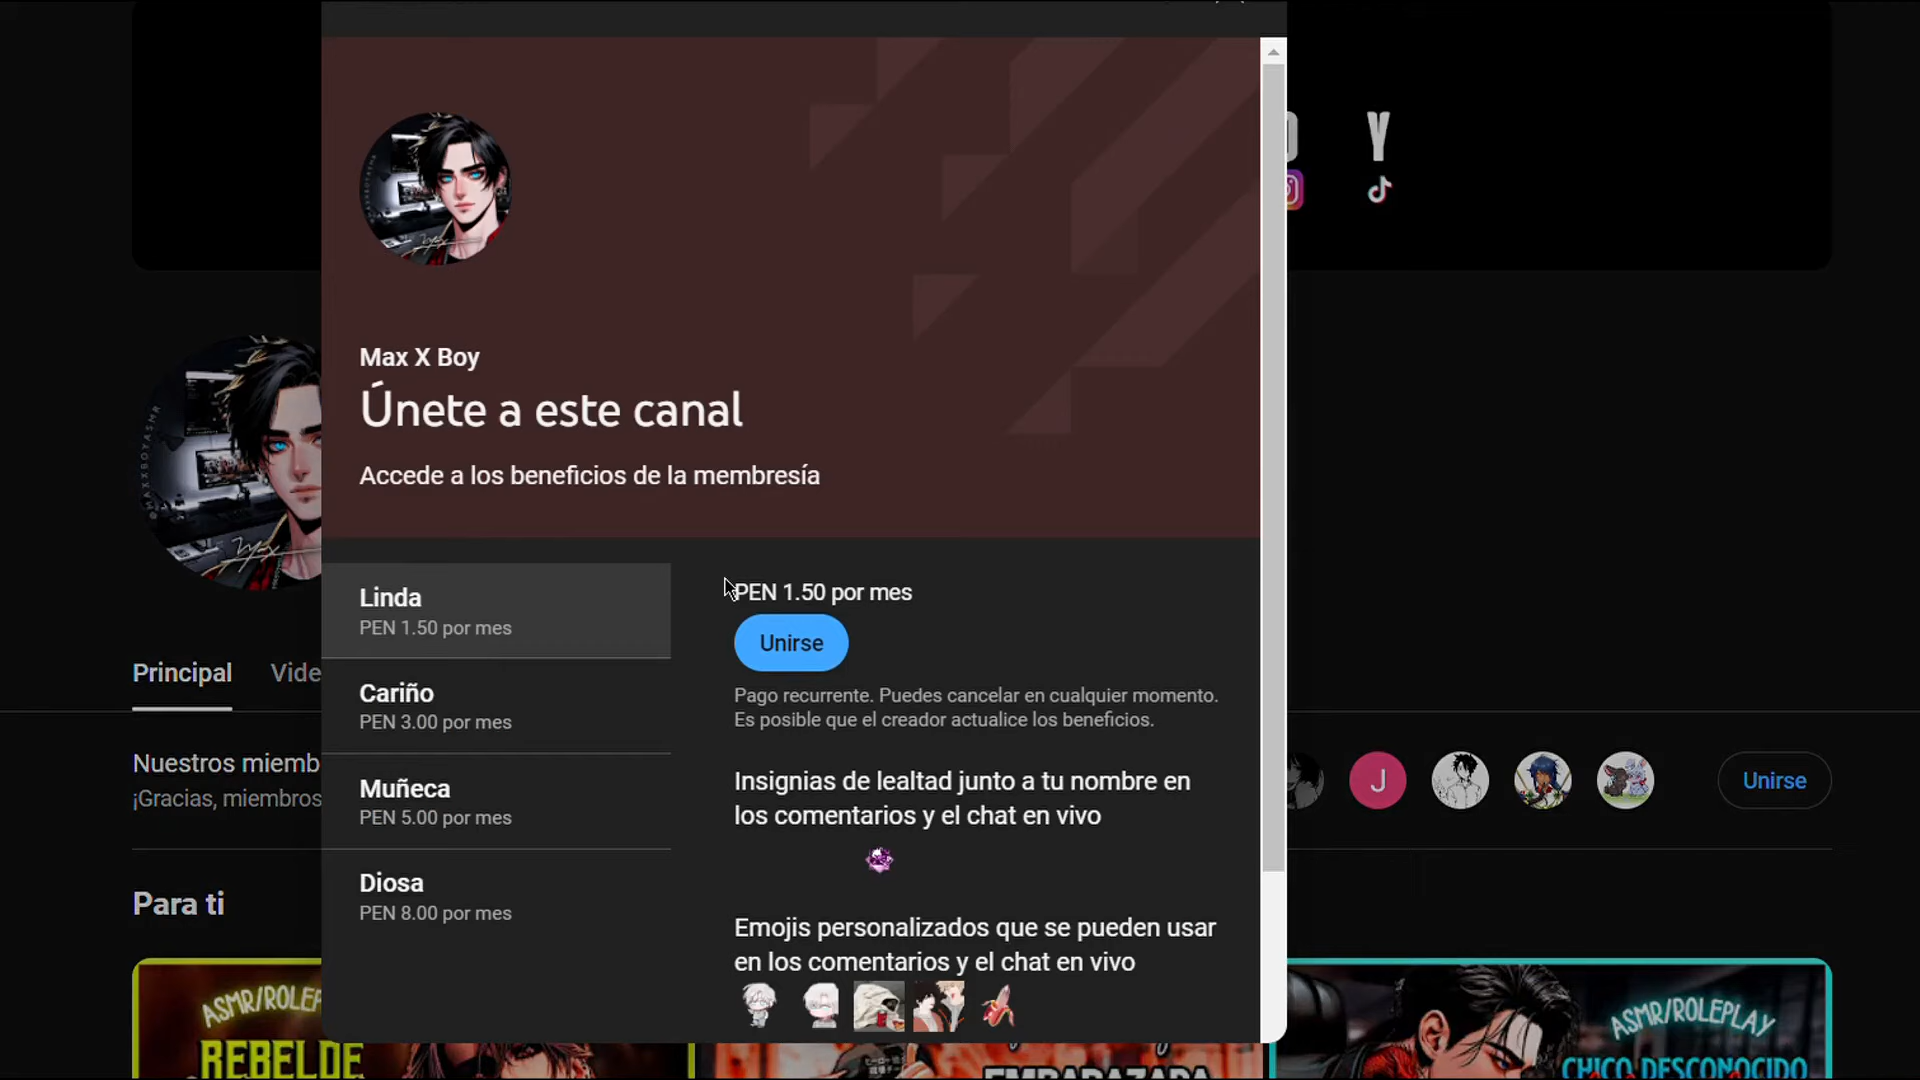 Y
Max X Boy
Únete a este canal
Accede a los beneficios de la membresía
Linda
PEN 1.50 por mes
Cariño
PEN 3.00 por mes
Muñeca
PEN 5.00 por mes
Diosa
PEN 8.00 por mes
PEN 1.50 por mes
Unirse
Pago recurrente. Puedes cancelar en cualquier momento.
Es posible que el creador actualice los beneficios.
Insignias de lealtad junto a tu nombre en
los comentarios y el chat en vivo
Emojis personalizados que se pueden usar
en los comentarios y el chat en vivo
@MAXXBOYASMR
Max
Principal
Vide
Nuestros miemb
¡Gracias, miembros
J
Unirse
Para ti
ASMR/ROLEP
REBELDE
EMBARAZADA
ASMR/ROLEPLAY
CHICO DESCONOCIDO